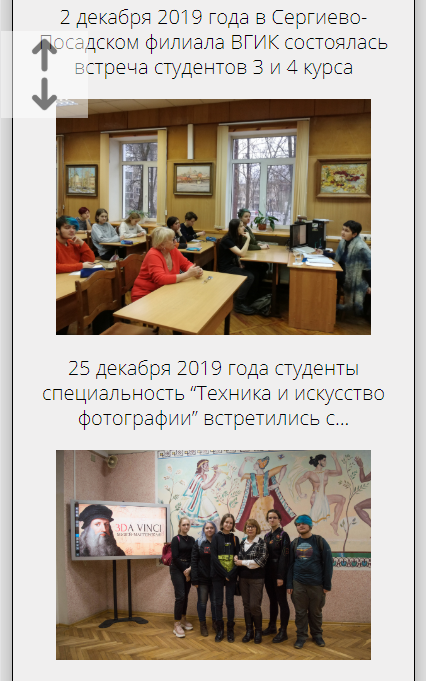 2 декабря 2019 года в Сергиево-
Посадском филиала ВГИК состоялась
встреча студентов 3 и 4 курса
25 декабря 2019 года студенты
специальность “Техника и искусство
фотографии” встретились с...
3DA VINCI